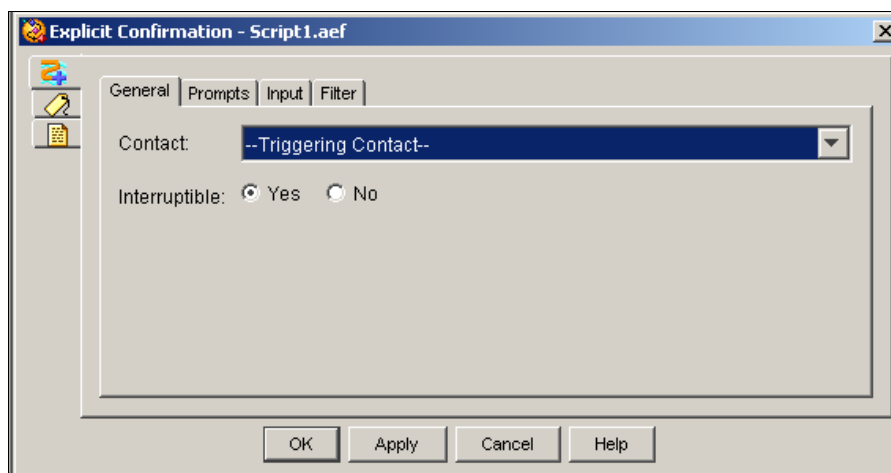 Explicit Confirmation - Script1.aef
General Prompts Input Filter
Contact: --Triggering Contact--
Interruptible: Yes No
OK Apply Cancel Help